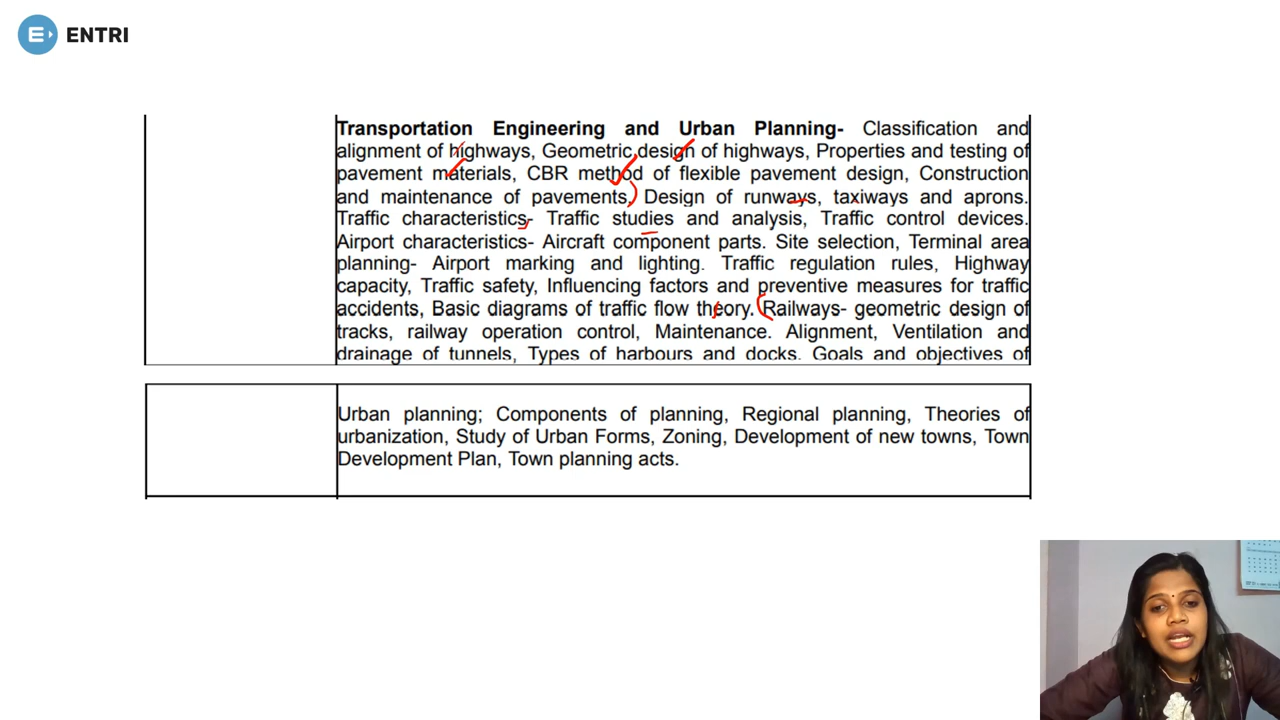 ENTRI
Transportation Engineering and Urban Planning- Classification and
alignment of highways, Geometric design of highways, Properties and testing of
pavement materials, CBR method of flexible pavement design, Construction
and maintenance of pavements, Design of runways, taxiways and aprons.
Traffic characteristics- Traffic studies and analysis, Traffic control devices.
Airport characteristics- Aircraft component parts. Site selection, Terminal area
planning- Airport marking and lighting. Traffic regulation rules, Highway
capacity, Traffic safety, Influencing factors and preventive measures for traffic
accidents, Basic diagrams of traffic flow theory. Railways- geometric design of
tracks, railway operation control, Maintenance. Alignment, Ventilation and
drainage of tunnels, Types of harbours and docks. Goals and objectives of
Urban planning; Components of planning, Regional planning, Theories of
urbanization, Study of Urban Forms, Zoning, Development of new towns, Town
Development Plan, Town planning acts.